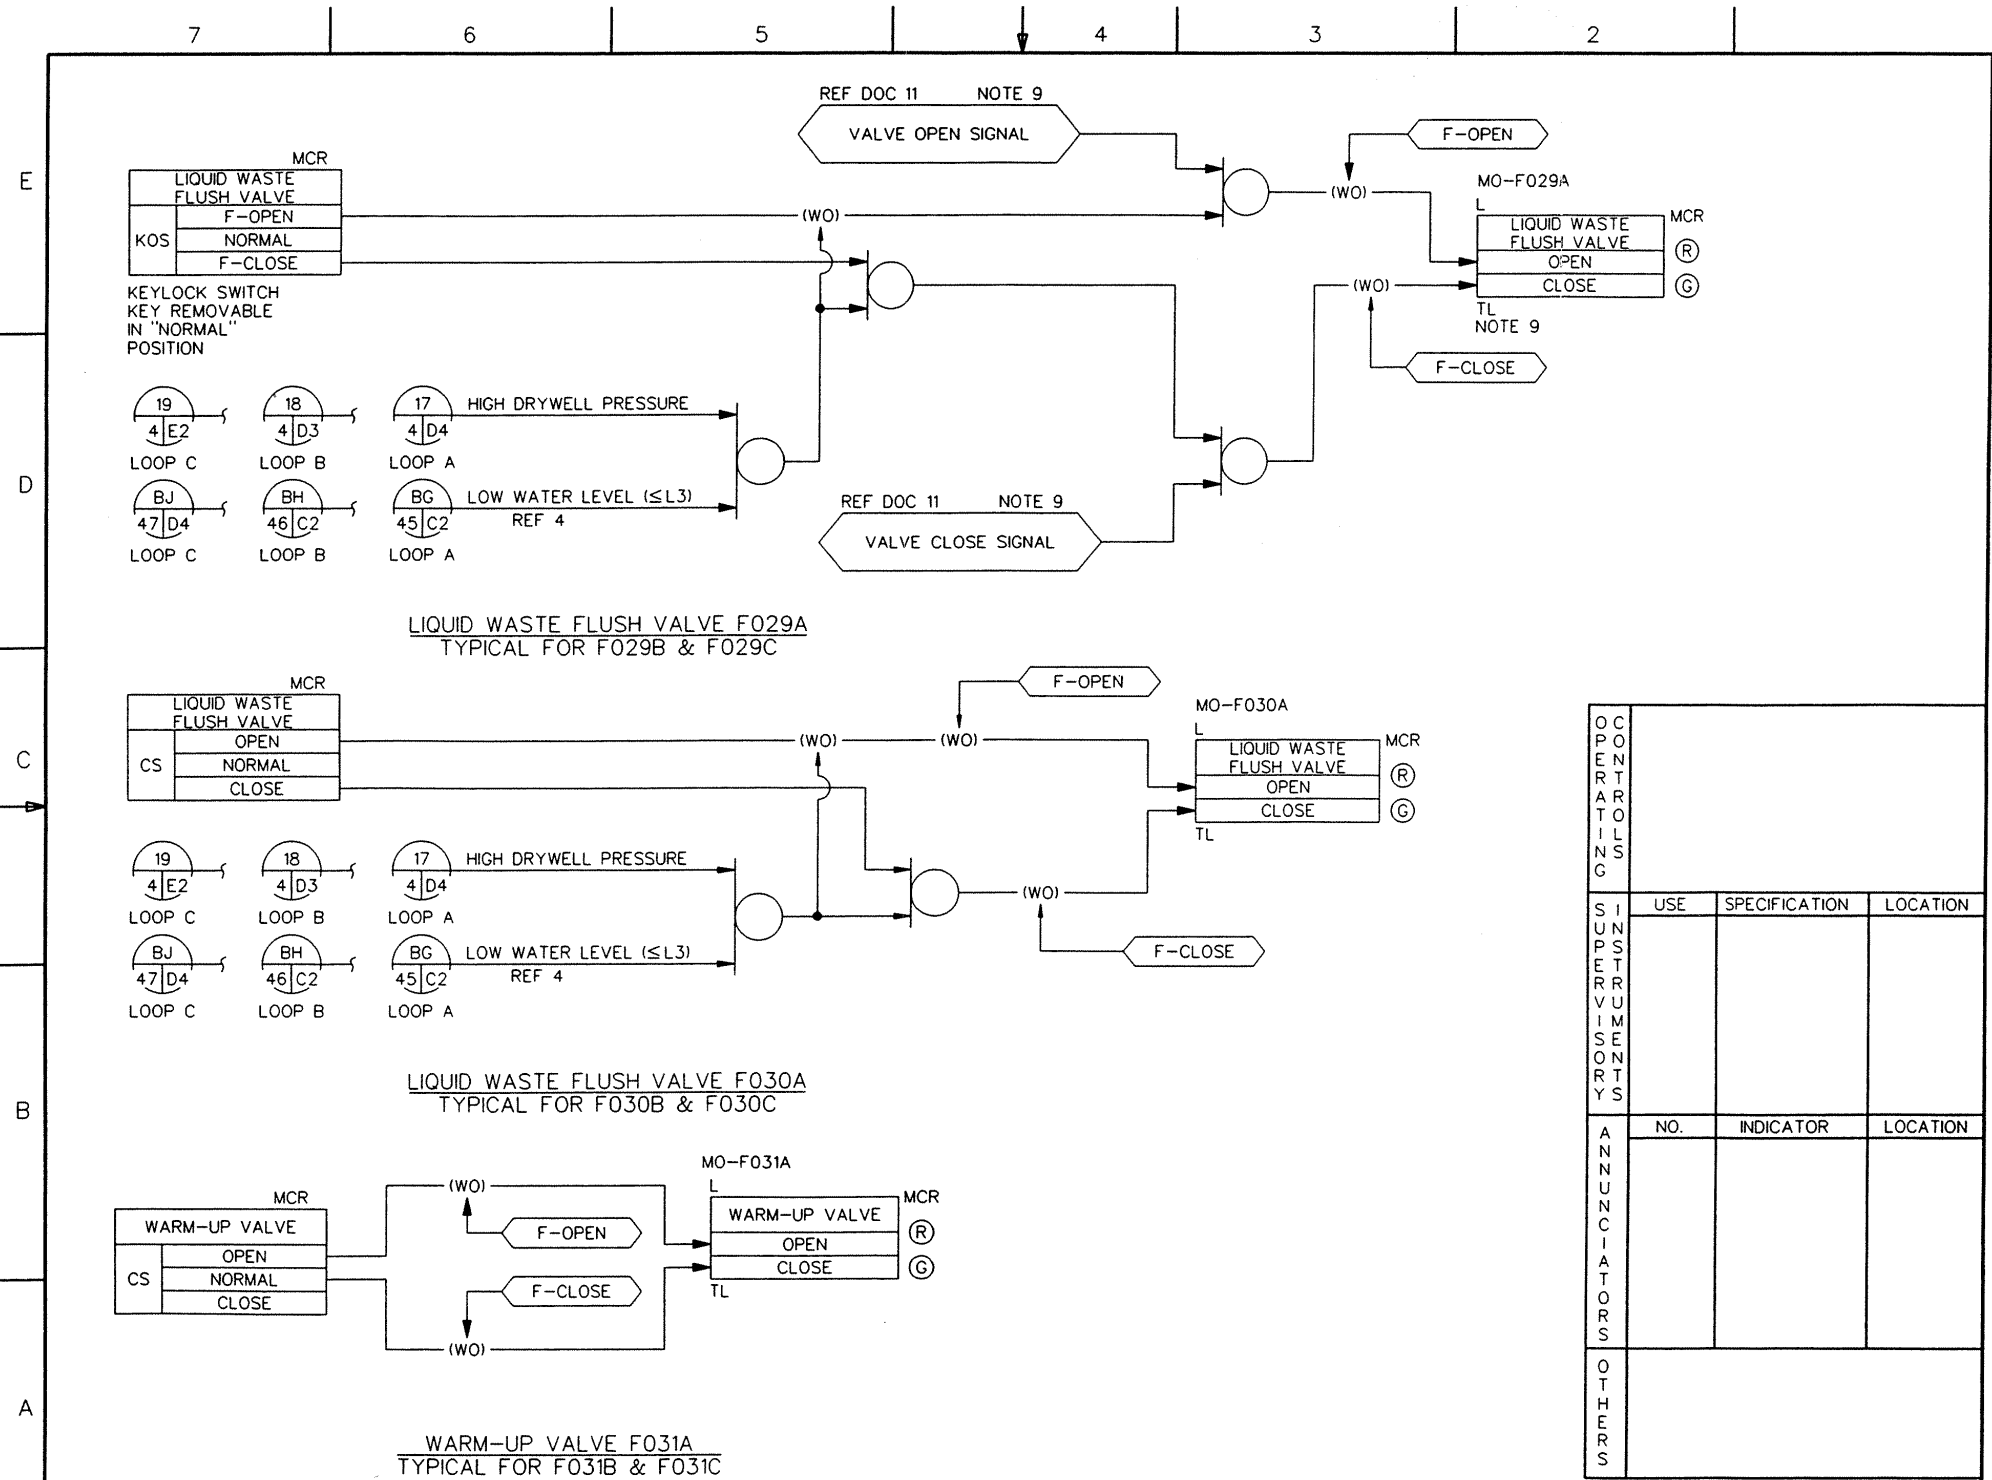 7 6 5 4 3 2
E
D
C
B
A
REF DOC 11 NOTE 9
VALVE OPEN SIGNAL
F-OPEN
MCR
LIQUID WASTE
FLUSH VALVE
KOS
F-OPEN
NORMAL
F-CLOSE
KEYLOCK SWITCH
KEY REMOVABLE
IN "NORMAL"
POSITION
(WO)
(WO)
(WO)
MO-F029A
L
LIQUID WASTE
FLUSH VALVE
OPEN
CLOSE
MCR
R
G
TL
NOTE 9
F-CLOSE
19
4 E2
LOOP C
18
4 D3
LOOP B
17
4 D4
LOOP A
HIGH DRYWELL PRESSURE
BJ
47 D4
LOOP C
BH
46 C2
LOOP B
BG
45 C2
LOOP A
LOW WATER LEVEL (≤L3)
REF 4
REF DOC 11 NOTE 9
VALVE CLOSE SIGNAL
LIQUID WASTE FLUSH VALVE F029A
TYPICAL FOR F029B & F029C
MCR
LIQUID WASTE
FLUSH VALVE
CS
OPEN
NORMAL
CLOSE
F-OPEN
(WO)
(WO)
(WO)
MO-F030A
L
LIQUID WASTE
FLUSH VALVE
OPEN
CLOSE
MCR
R
G
TL
F-CLOSE
19
4 E2
LOOP C
18
4 D3
LOOP B
17
4 D4
LOOP A
HIGH DRYWELL PRESSURE
BJ
47 D4
LOOP C
BH
46 C2
LOOP B
BG
45 C2
LOOP A
LOW WATER LEVEL (≤L3)
REF 4
LIQUID WASTE FLUSH VALVE F030A
TYPICAL FOR F030B & F030C
MCR
WARM-UP VALVE
CS
OPEN
NORMAL
CLOSE
(WO)
F-OPEN
F-CLOSE
(WO)
MO-F031A
L
WARM-UP VALVE
OPEN
CLOSE
MCR
R
G
TL
WARM-UP VALVE F031A
TYPICAL FOR F031B & F031C
OPERATING
CONTROLS
SUPERVISORY
INSTRUMENTS
USE SPECIFICATION LOCATION
ANNUNCIATORS
NO. INDICATOR LOCATION
OTHERS